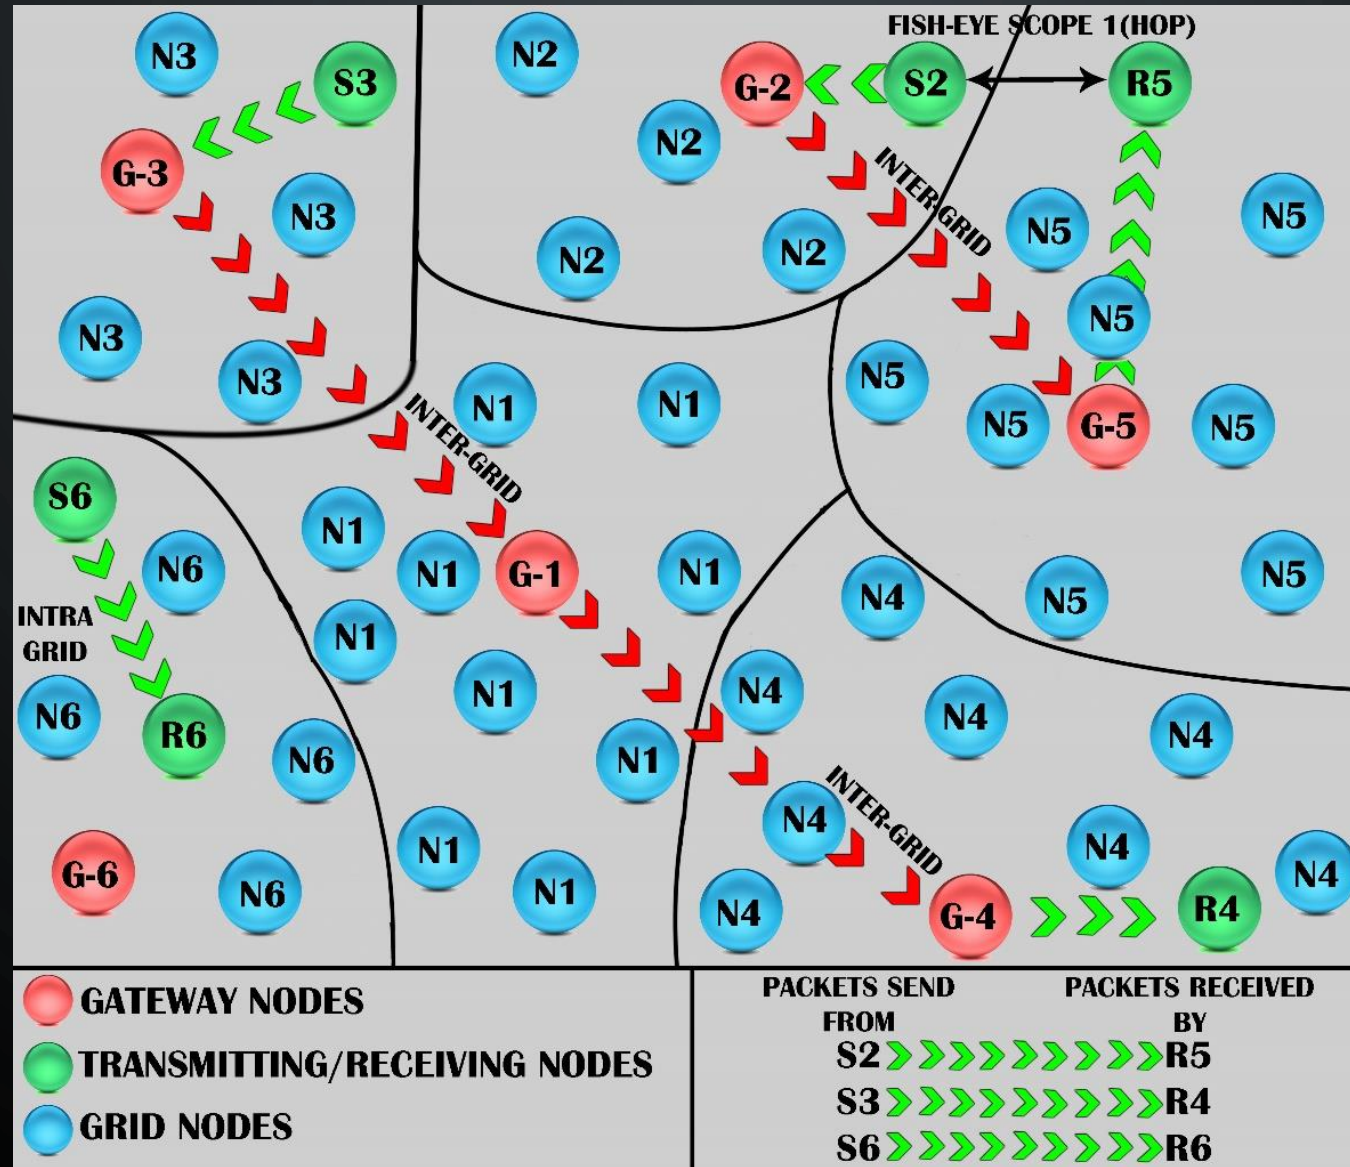 FISH-EYE SCOPE 1(HOP)
N3
S3
N2
G-2
S2
R5
G-3
N2
INTER-GRID
N3
N5
N5
N2
N2
N5
N3
N3
N5
INTER-GRID
N1
N1
N5
G-5
N5
S6
N1
N6
N1
G-1
N1
N4
N5
N5
INTRA
GRID
N1
N6
R6
N6
N1
N1
N4
N4
N4
INTER-GRID
N4
N4
N4
G-6
N6
N1
N1
N4
G-4
R4
GATEWAY NODES
TRANSMITTING/RECEIVING NODES
GRID NODES
PACKETS SEND
FROM
PACKETS RECEIVED
BY
S2 R5
S3 R4
S6 R6